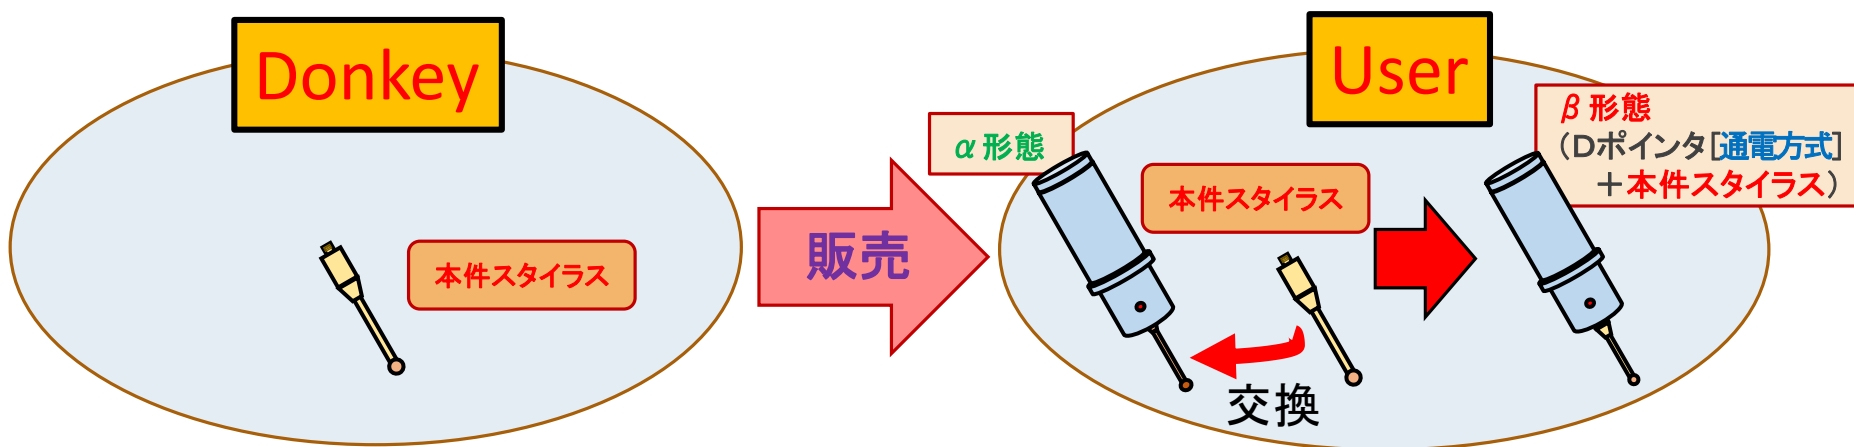 Donkey
本件スタイラス
販売
User
α形態
本件スタイラス
交換
β形態
(Dポインタ[通電方式]
+本件スタイラス)